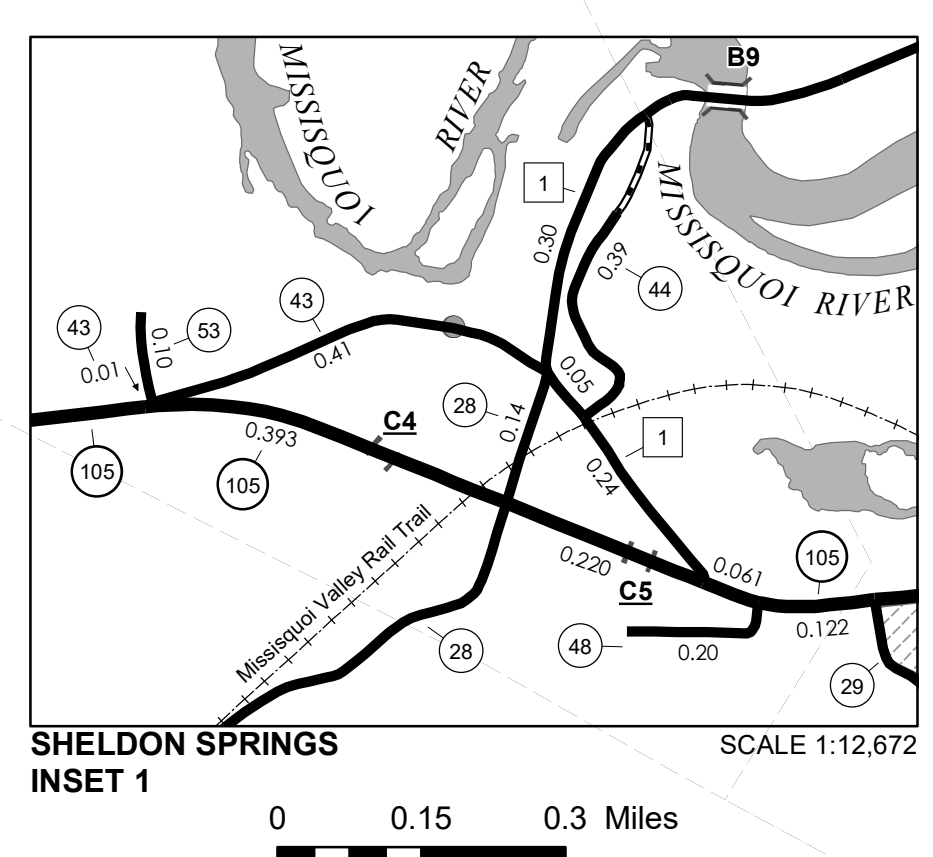 MISSISQUOI
RIVER
B9
1
0.30
MISSISQUOI RIVER
0.39
44
43
43
53
0.10
0.01
0.41
0.05
28
0.14
C4
0.393
1
105
105
0.24
Missisquoi Valley Rail Trail
0.220
C5
0.061
105
48
0.20
0.122
28
29
SHELDON SPRINGS
SCALE 1:12,672
INSET 1
0 0.15 0.3 Miles